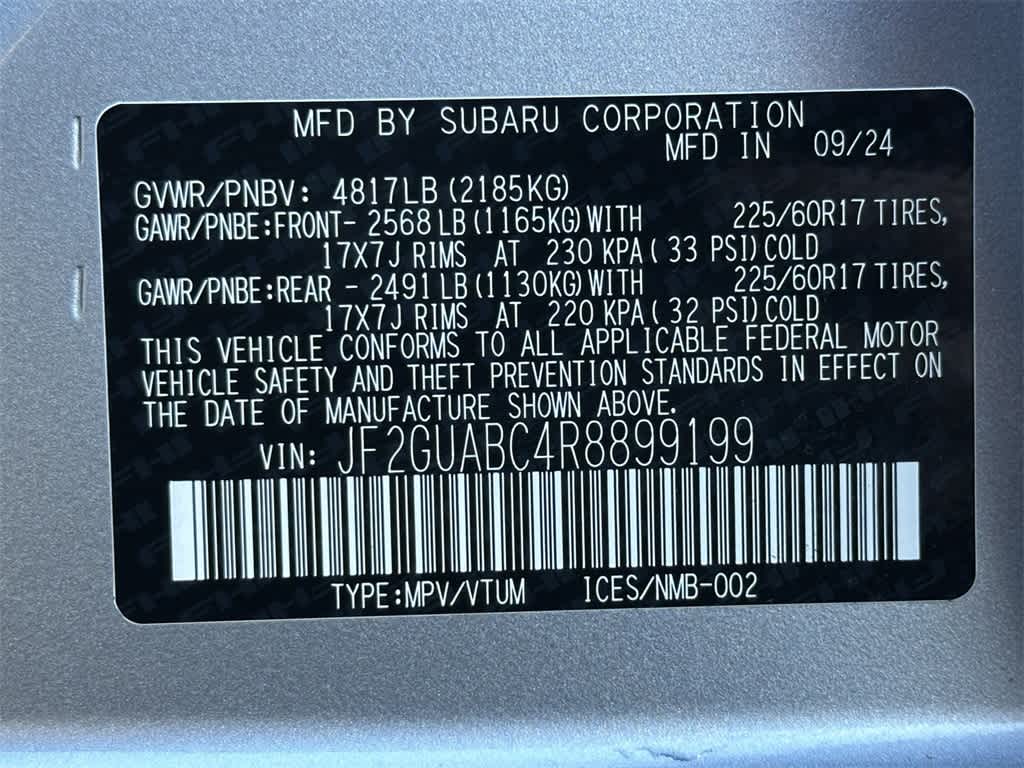 MFD BY SUBARU CORPORATION
MFD IN 09/24
GVWR/PNBV: 4817LB(2185KG)
GAWR/PNBE:FRONT- 2568LB(1165KG)WITH 225/60R17 TIRES,
17X7J RIMS AT 230 KPA( 33 PSI)COLD
GAWR/PNBE:REAR - 2491LB(1130KG)WITH 225/60R17 TIRES,
17X7J RIMS AT 220 KPA( 32 PSI)COLD
THIS VEHICLE CONFORMS TO ALL APPLICABLE FEDERAL MOTOR
VEHICLE SAFETY AND THEFT PREVENTION STANDARDS IN EFFECT ON
THE DATE OF MANUFACTURE SHOWN ABOVE.
VIN: JF2GUABC4R8899199
TYPE:MPV/VTUM ICES/NMB-002